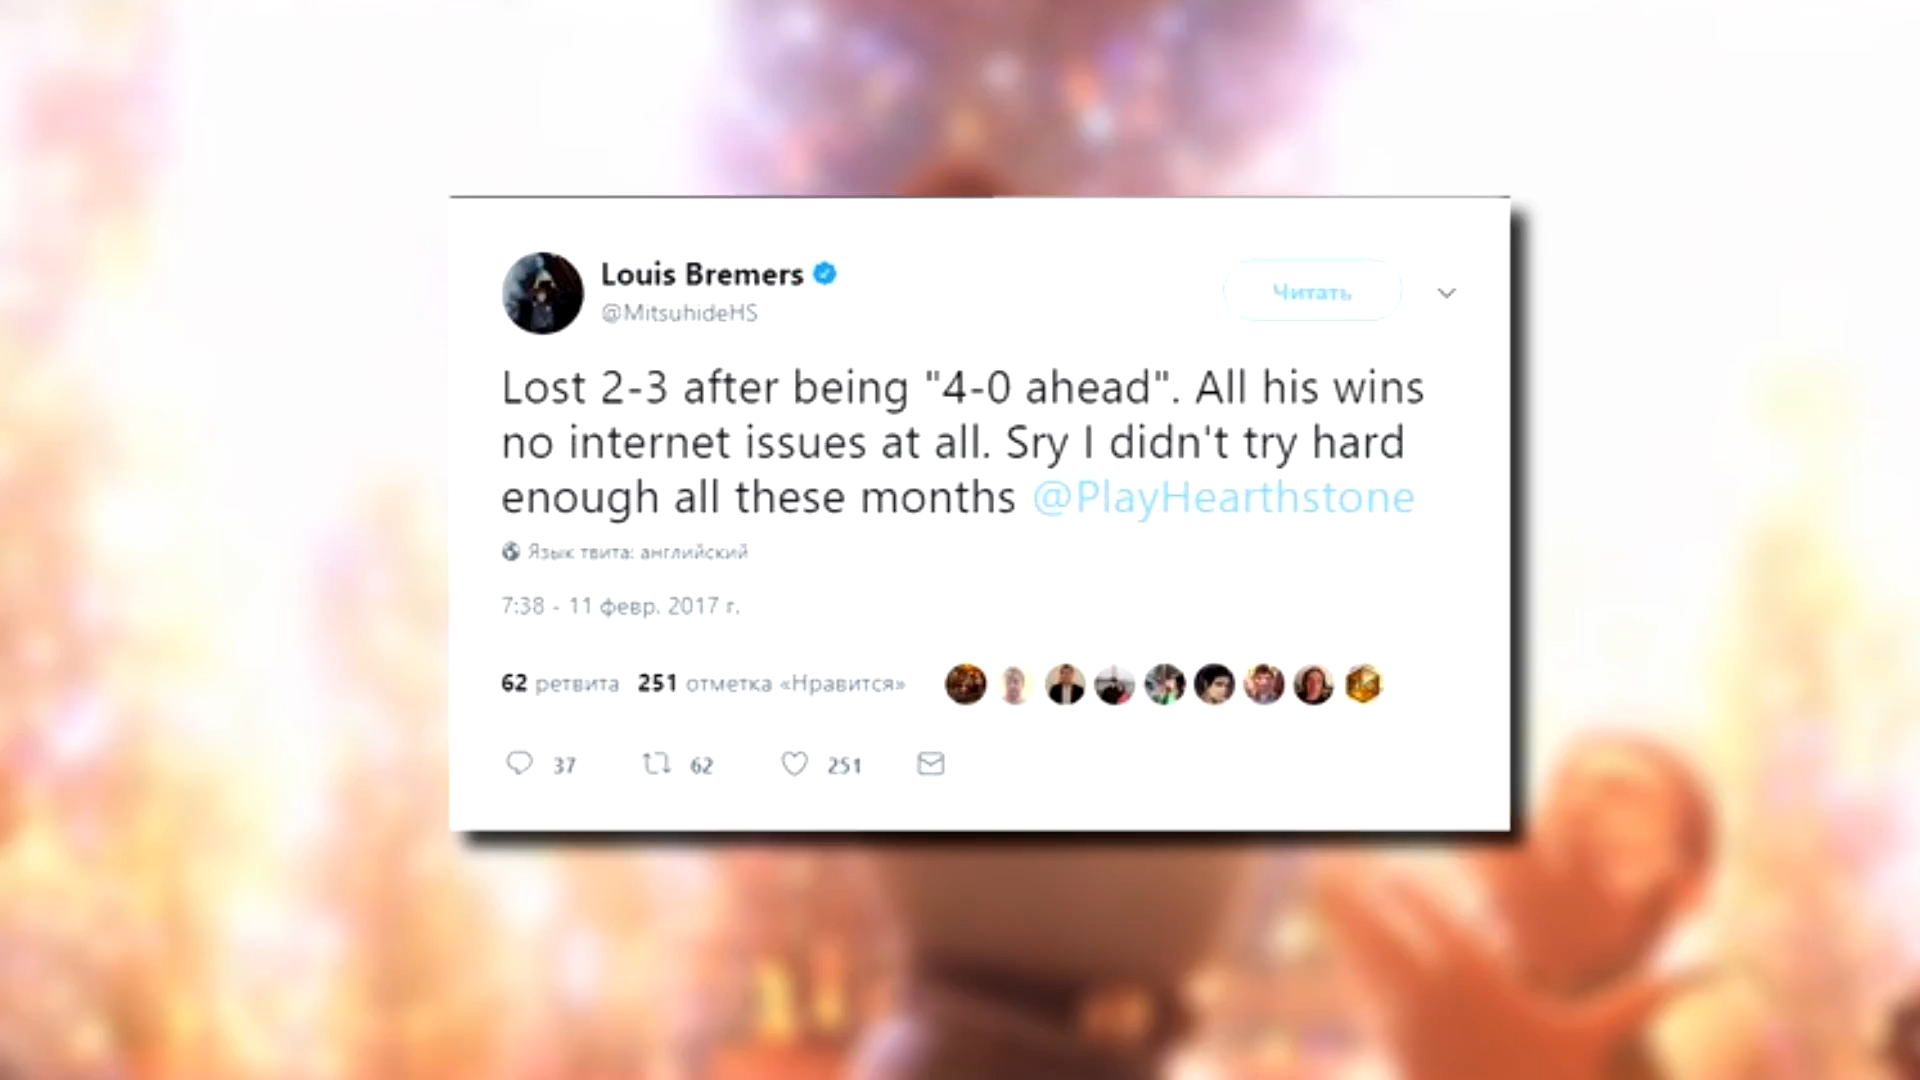 Louis Bremers
@MitsuhideHS
Читать
Lost 2-3 after being "4-0 ahead". All his wins
no internet issues at all. Sry I didn't try hard
enough all these months @PlayHearthstone
Язык твита: английский
7:38 - 11 февр. 2017 г.
62 ретвита 251 отметка «Нравится»
37 62 251